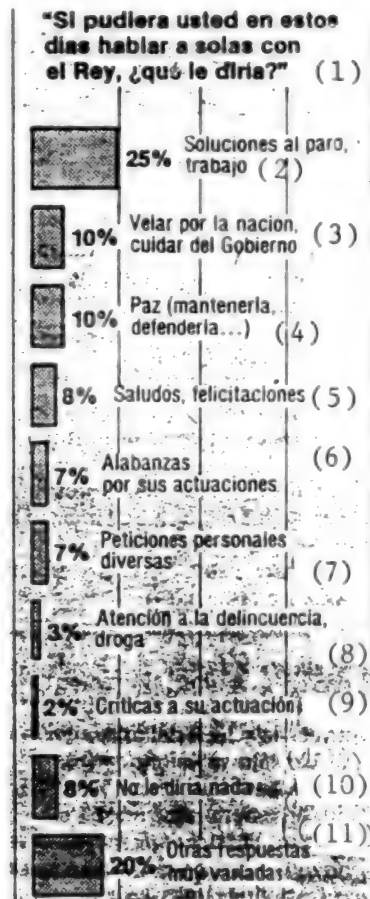 "Si pudiera usted en estos
días hablar a solas con
el Rey, ¿qué le diría?" (1)
25% Soluciones al paro,
trabajo (2)
10% Velar por la nación,
cuidar del Gobierno (3)
10% Paz (mantenerla,
defenderla...) (4)
8% Saludos, felicitaciones (5)
7% Alabanzas
por sus actuaciones (6)
7% Peticiones personales
diversas (7)
3% Atención a la delincuencia,
droga (8)
2% Críticas a su actuación (9)
8% No le diría nada (10)
20% Otras respuestas
muy variadas (11)